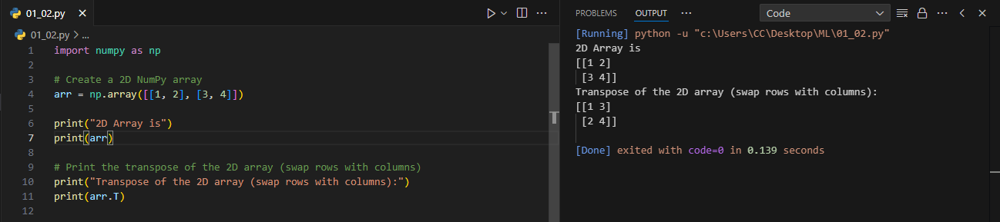 01_02.py
01_02.py > ...
1 import numpy as np
2
3 # Create a 2D NumPy array
4 arr = np.array([[1, 2], [3, 4]])
5
6 print("2D Array is")
7 print(arr)
8
9 # Print the transpose of the 2D array (swap rows with columns)
10 print("Transpose of the 2D array (swap rows with columns):")
11 print(arr.T)
12
PROBLEMS OUTPUT ... Code
[Running] python -u "c:\Users\CC\Desktop\ML\01_02.py"
2D Array is
[[1 2]
 [3 4]]
Transpose of the 2D array (swap rows with columns):
[[1 3]
 [2 4]]
[Done] exited with code=0 in 0.139 seconds